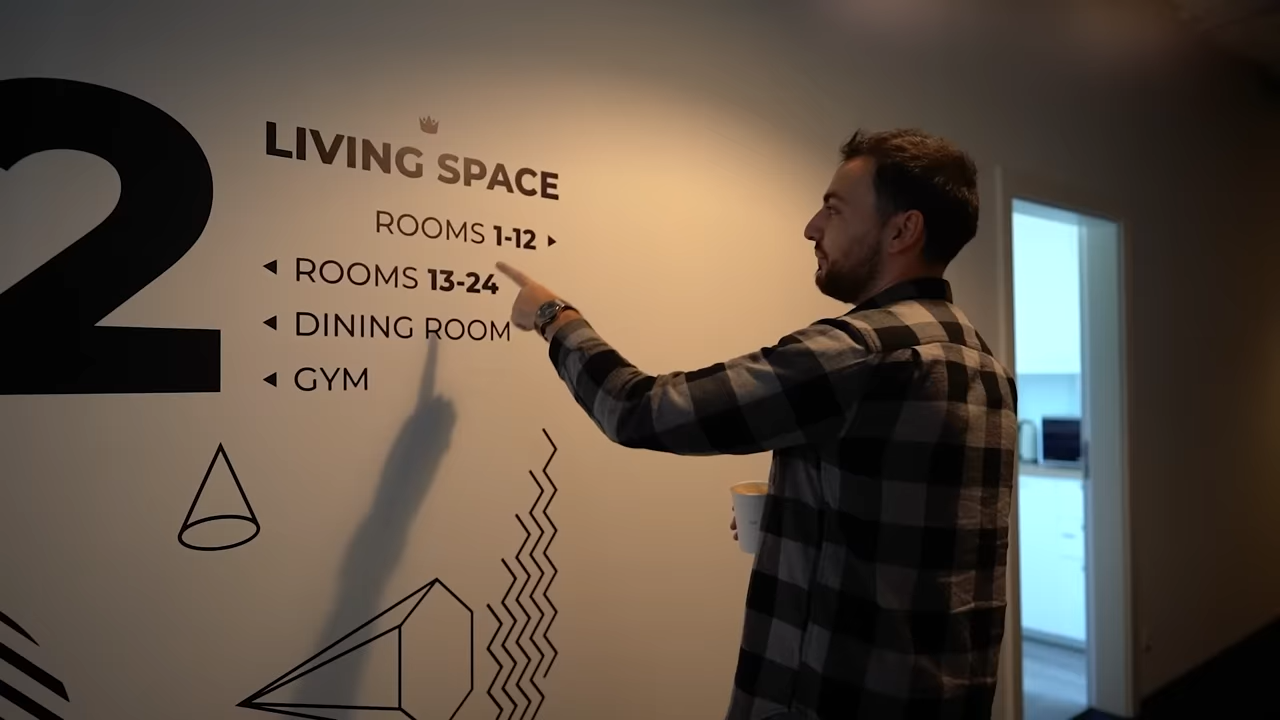 2
LIVING SPACE
ROOMS 1-12
ROOMS 13-24
DINING ROOM
GYM